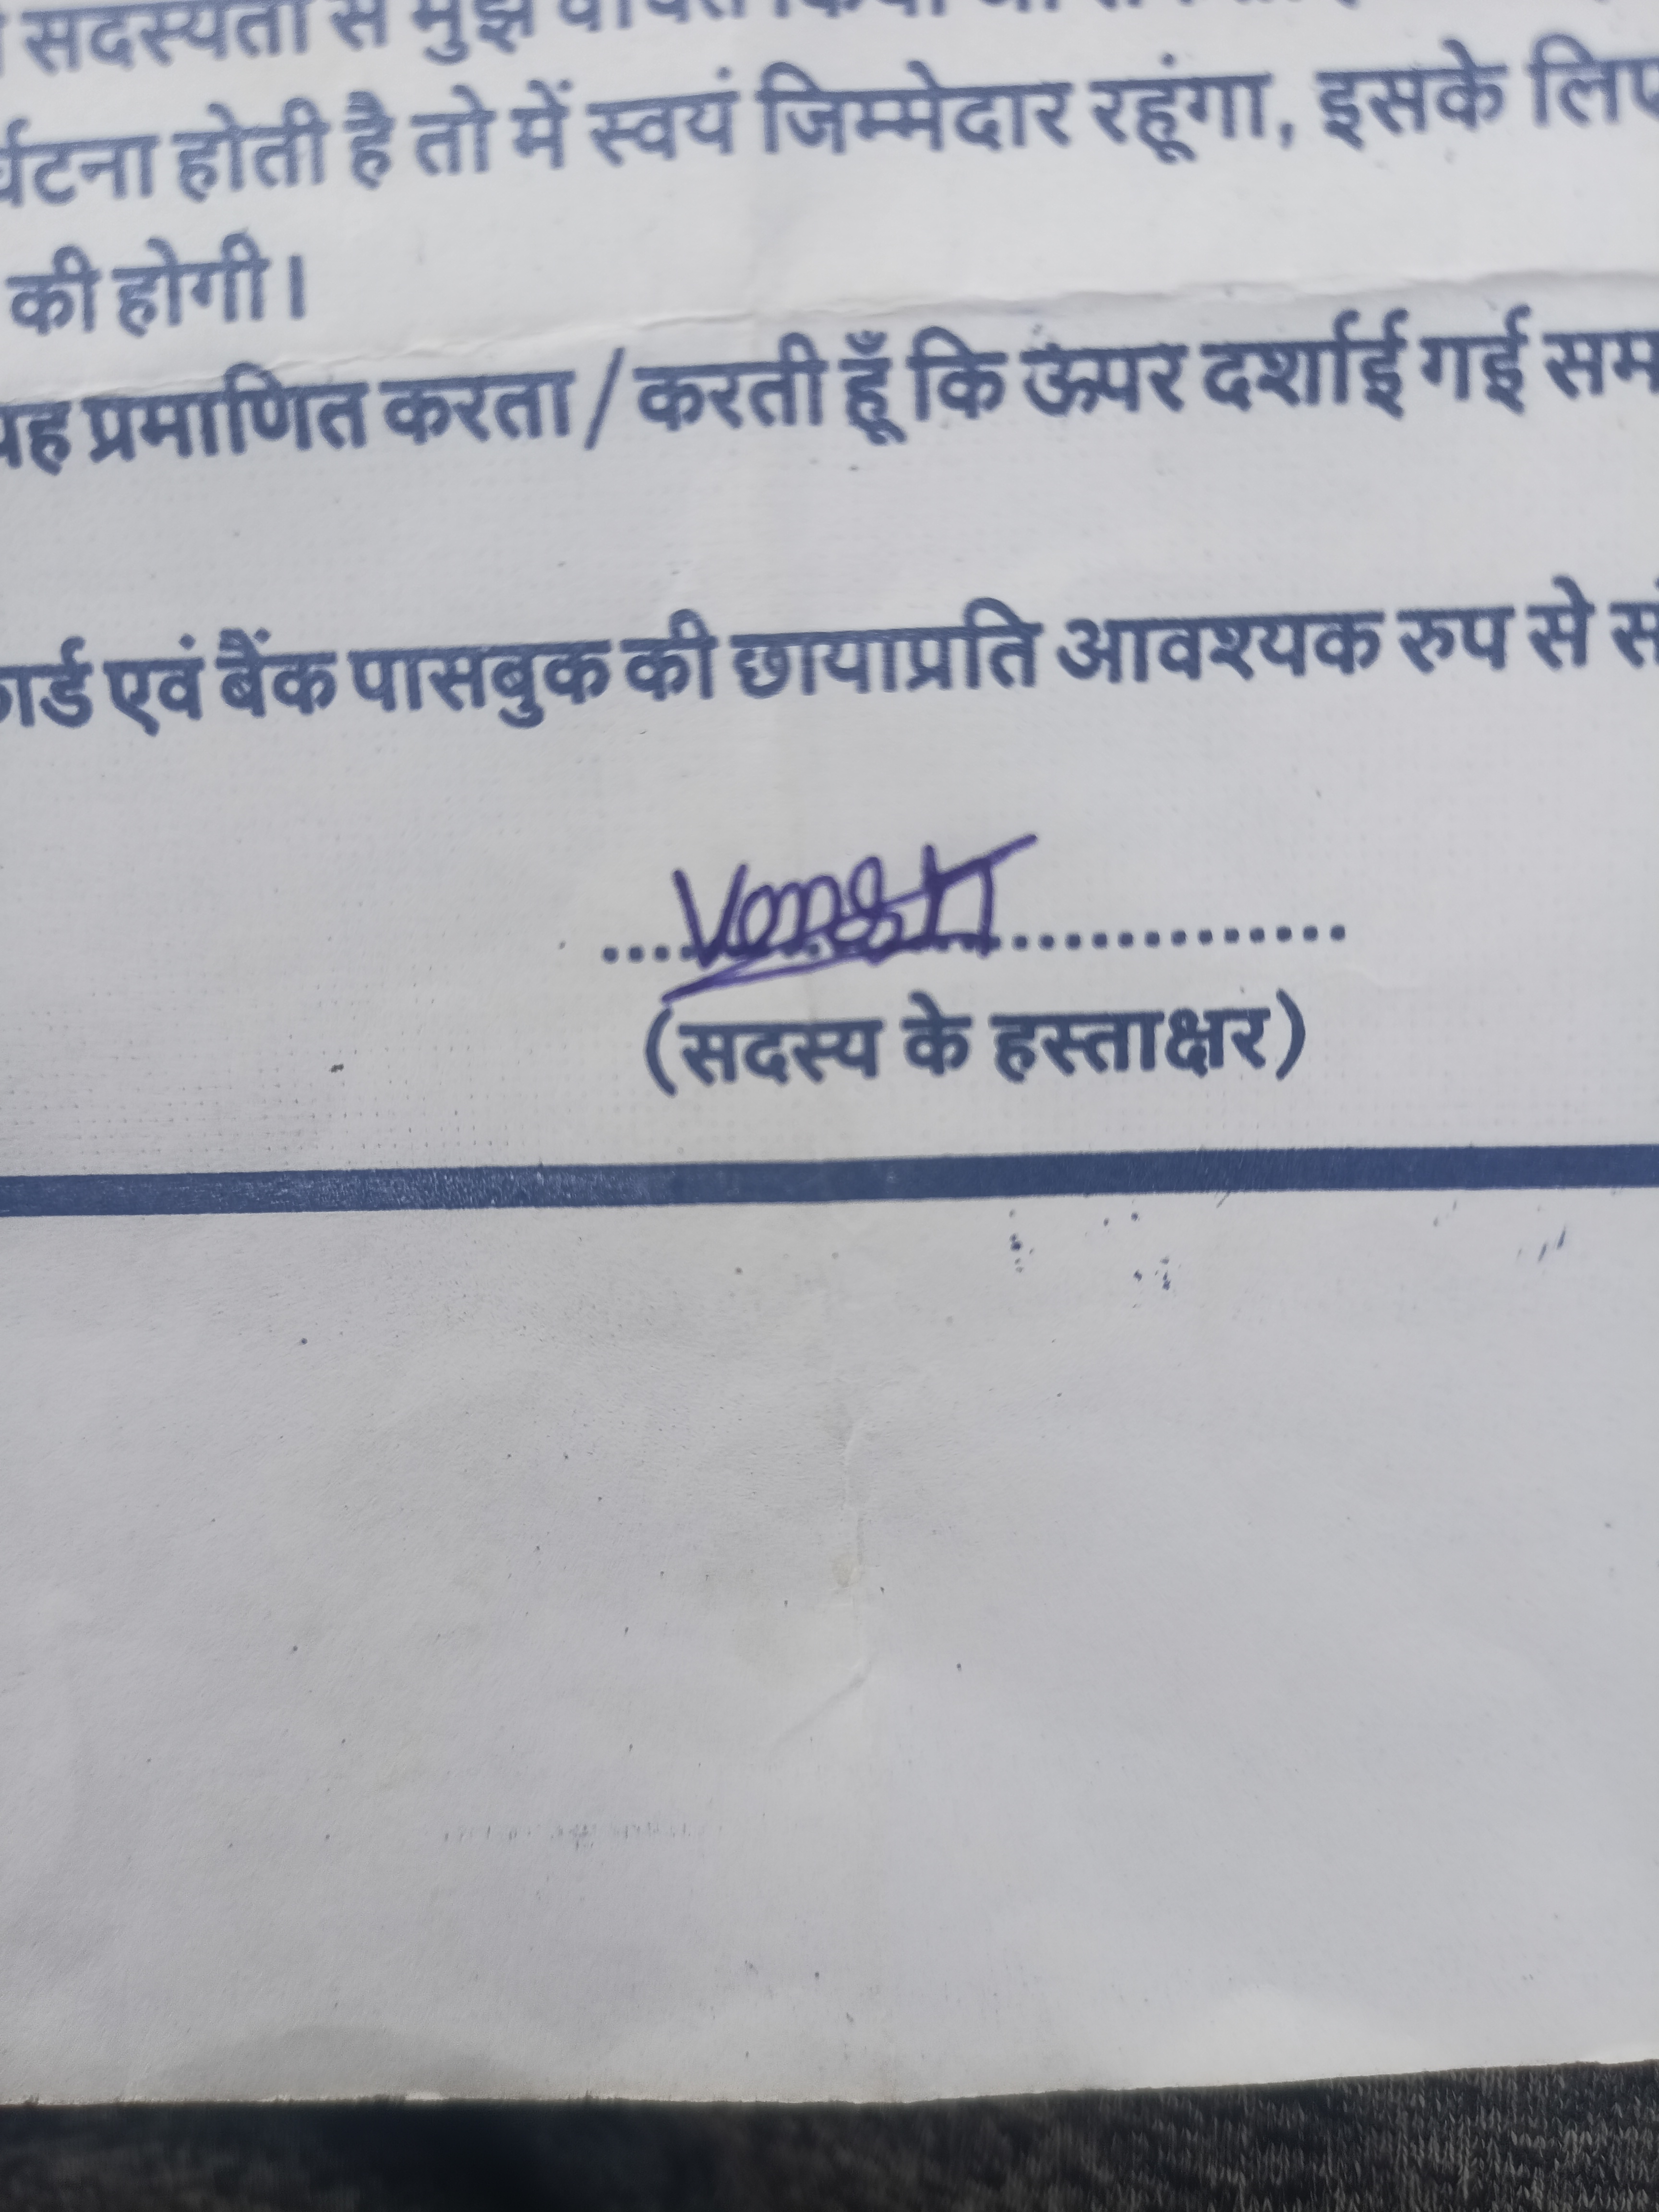 सदस्यता से मुझे
र्घटना होती है तो में स्वयं जिम्मेदार रहूंगा, इसके लिए
की होगी।
यह प्रमाणित करता / करती हूँ कि ऊपर दर्शाई गई सम
कार्ड एवं बैंक पासबुक की छायाप्रति आवश्यक रुप से सं
(सदस्य के हस्ताक्षर)